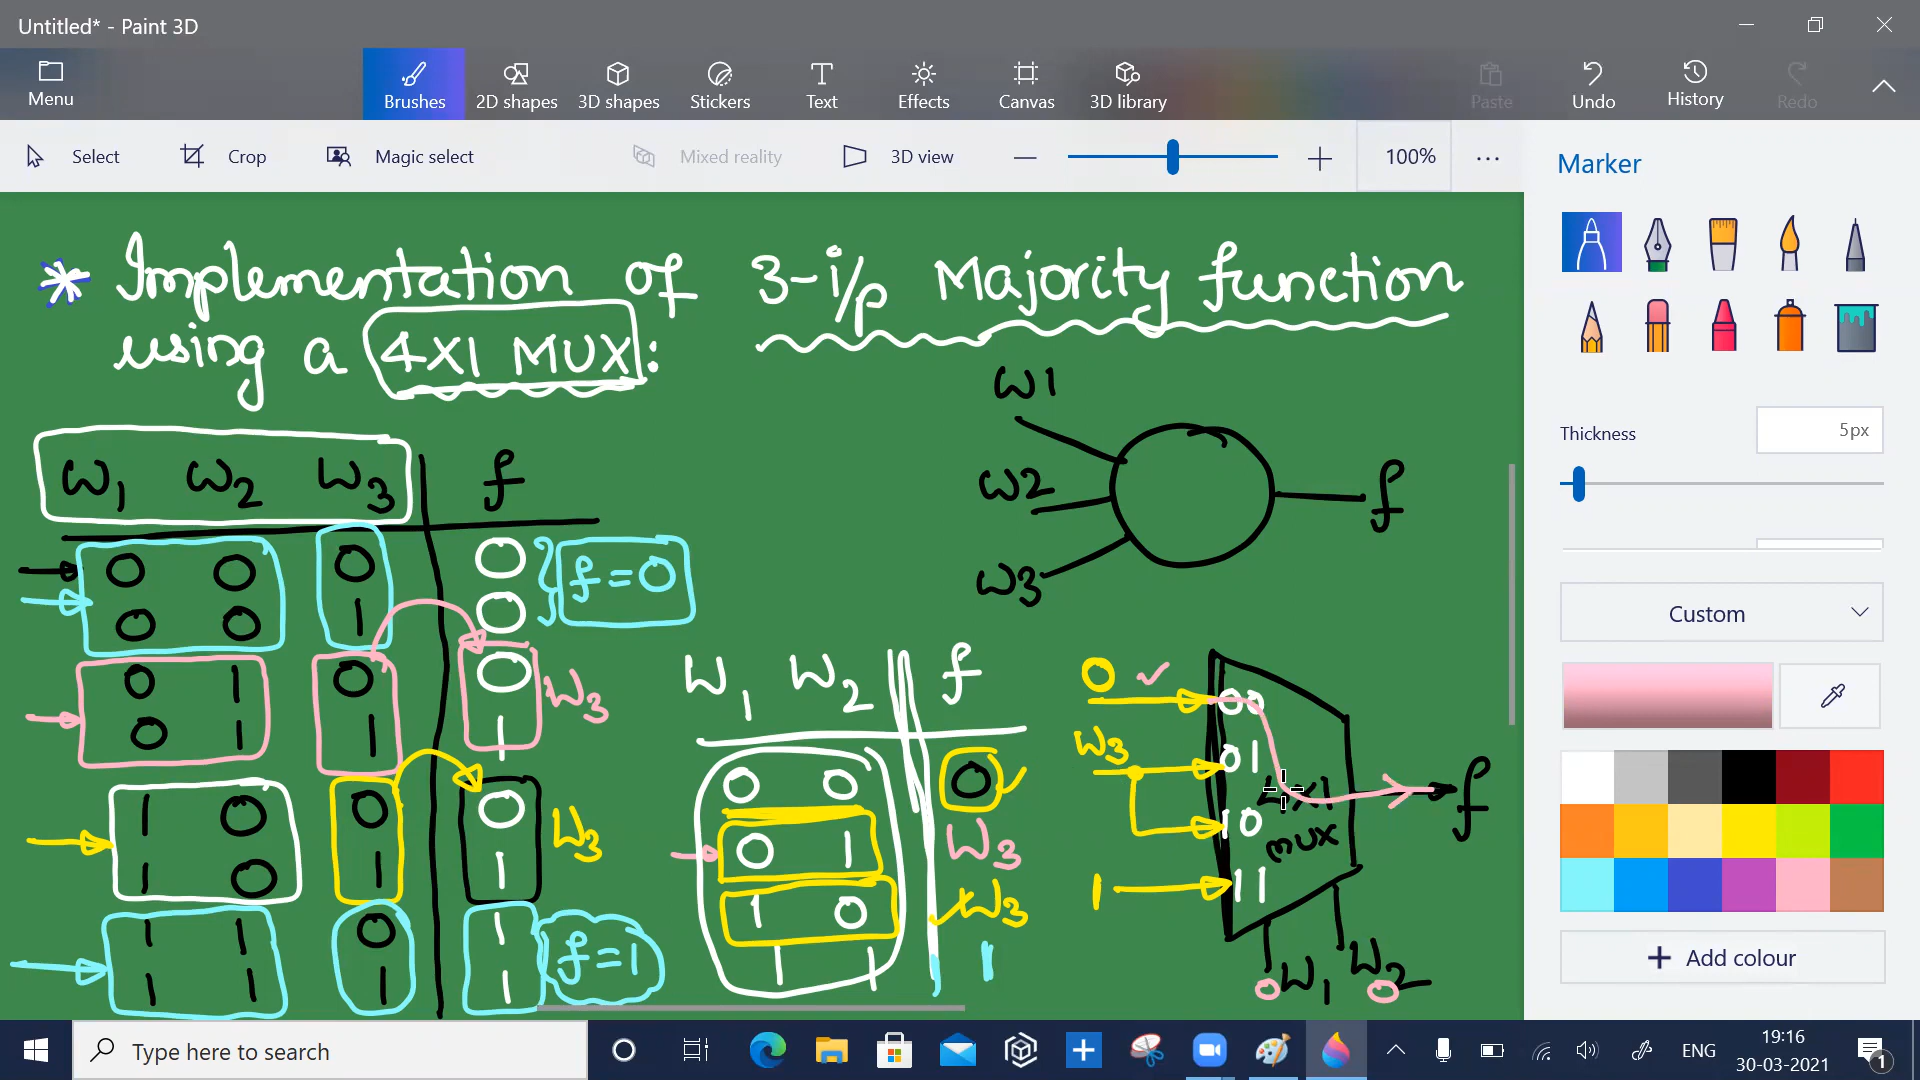 Untitled* - Paint 3D
Menu
Brushes
2D shapes
3D shapes
Stickers
Text
Effects
Canvas
3D library
Paste
Undo
History
Redo
Select
Crop
Magic select
Mixed reality
3D view
100%
Marker
Thickness
5px
Custom
Add colour
* Implementation of 3-i/p Majority function
using a 4X1 MUX:
W1 W2 W3 f
0 0 0 0
0 0 1 0
f = 0
0 1 0 0
0 1 1 1
W3
1 0 0 0
1 0 1 1
W3
1 1 0 1
1 1 1 1
f = 1
W1
W2
W3
f
W1 W2 f
0 0 0 ✓
0 1 W3
1 0 ✓ W3
1 1 1
0 ✓ 00
W3 01
10
1 11
4X1
MUX
f
0 W1 0 W2
Type here to search
ENG
19:16
30-03-2021
1